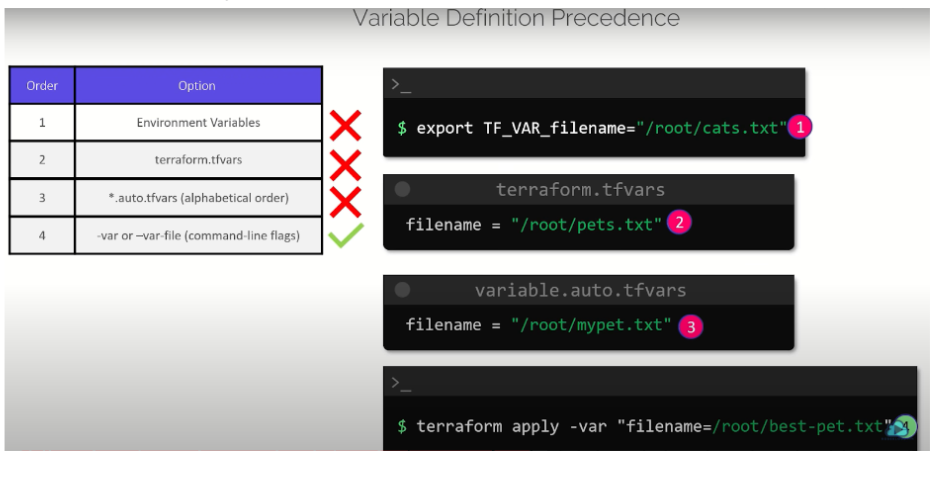 Variable Definition Precedence
Order Option
1 Environment Variables
2 terraform.tfvars
3 *.auto.tfvars (alphabetical order)
4 -var or –var-file (command-line flags)
>_
$ export TF_VAR_filename="/root/cats.txt" 1
terraform.tfvars
filename = "/root/pets.txt" 2
variable.auto.tfvars
filename = "/root/mypet.txt" 3
>_
$ terraform apply -var "filename=/root/best-pet.txt" 4